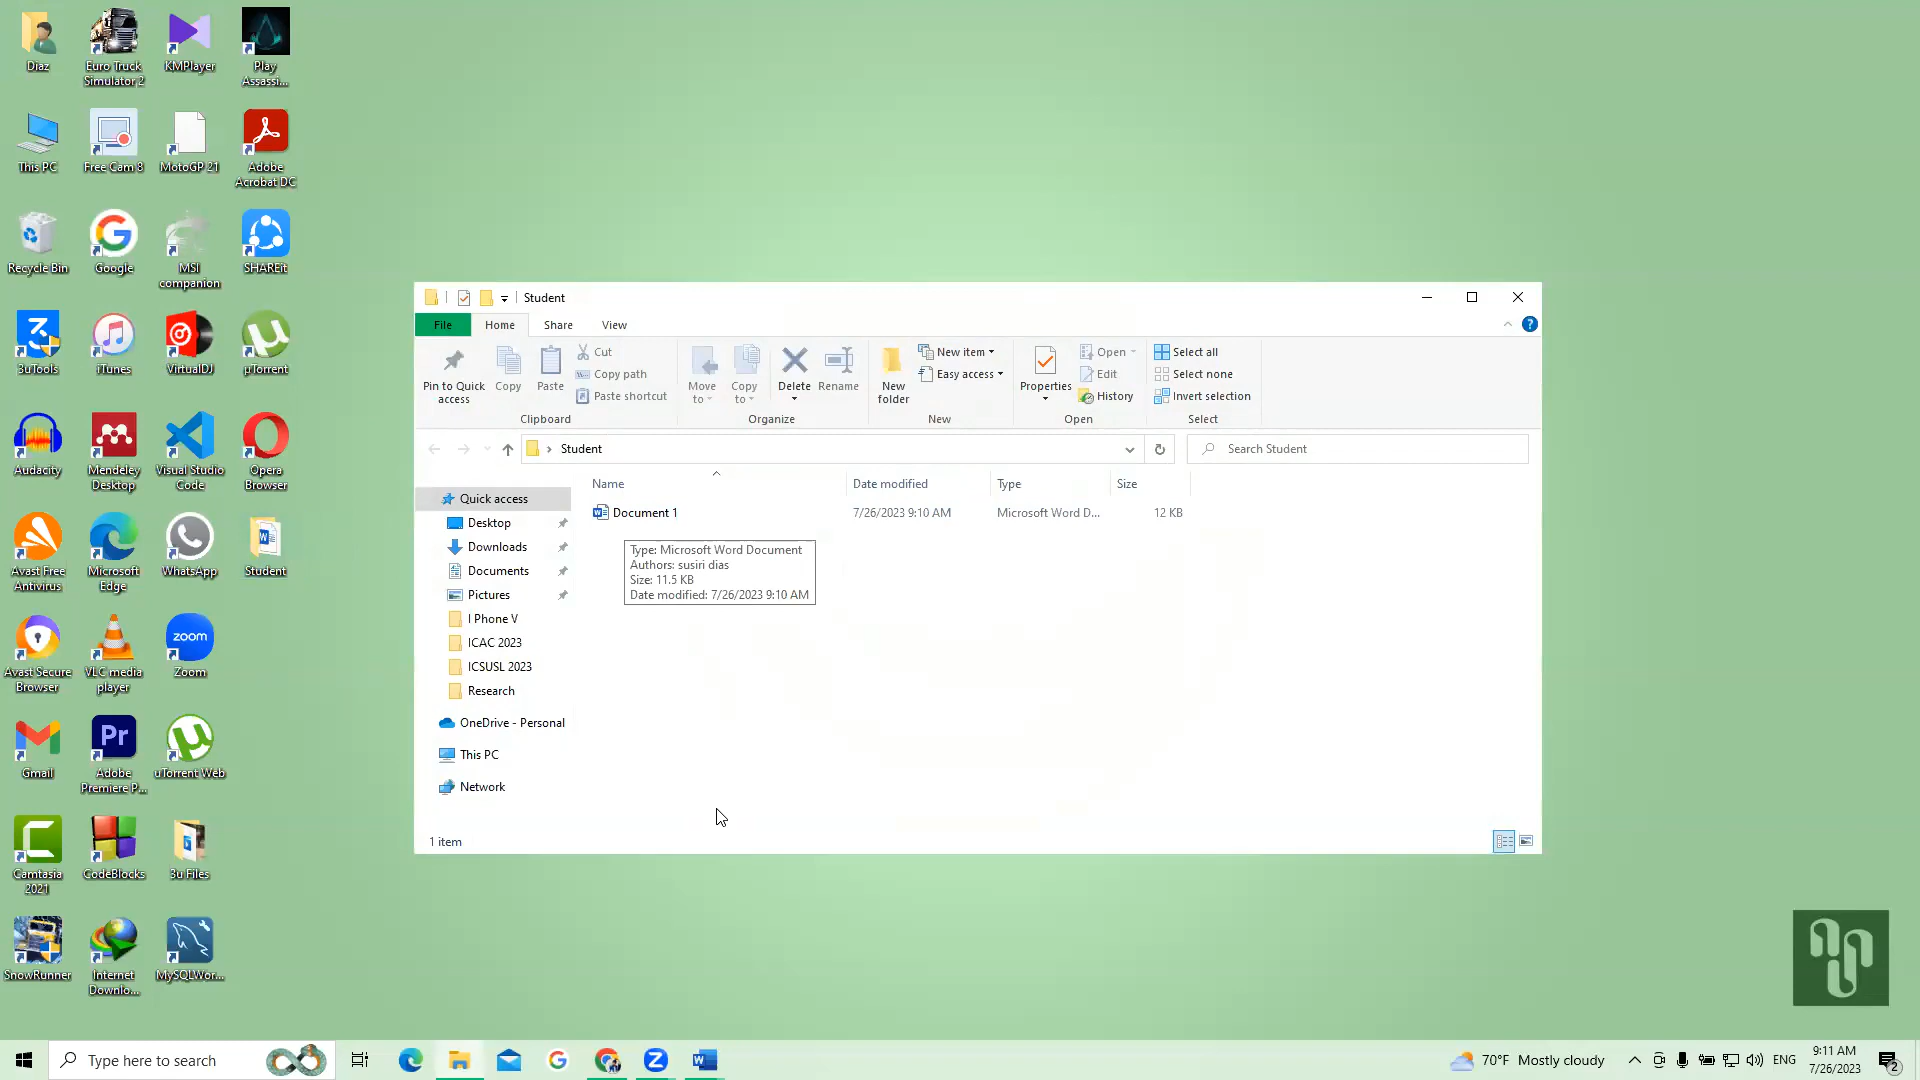 Diaz
Euro Truck
Simulator 2
KMPlayer
Play
Assassi...
This PC
Free Cam 8
MotoGP 21
Adobe
Acrobat DC
Recycle Bin
Google
MSI
companion
SHAREit
3uTools
iTunes
VirtualDJ
µTorrent
Audacity
Mendeley
Desktop
Visual Studio
Code
Opera
Browser
Avast Free
Antivirus
Microsoft
Edge
WhatsApp
Student
Avast Secure
Browser
VLC media
player
zoom
Zoom
Gmail
Pr
Adobe
Premiere P...
uTorrent Web
Camtasia
2021
CodeBlocks
3u Files
SnowRunner
Internet
Downlo...
MySQLWor...
Student
File
Home
Share
View
Pin to Quick
access
Copy
Paste
Cut
Copy path
Paste shortcut
Clipboard
Move
to
Copy
to
Delete
Rename
Organize
New
folder
New item
Easy access
New
Properties
Open
Edit
History
Open
Select all
Select none
Invert selection
Select
Student
Search Student
Name
Date modified
Type
Size
Document 1
7/26/2023 9:10 AM
Microsoft Word D...
12 KB
Type: Microsoft Word Document
Authors: susiri dias
Size: 11.5 KB
Date modified: 7/26/2023 9:10 AM
Quick access
Desktop
Downloads
Documents
Pictures
I Phone V
ICAC 2023
ICSUSL 2023
Research
OneDrive - Personal
This PC
Network
1 item
Type here to search
70°F Mostly cloudy
ENG
9:11 AM
7/26/2023
2